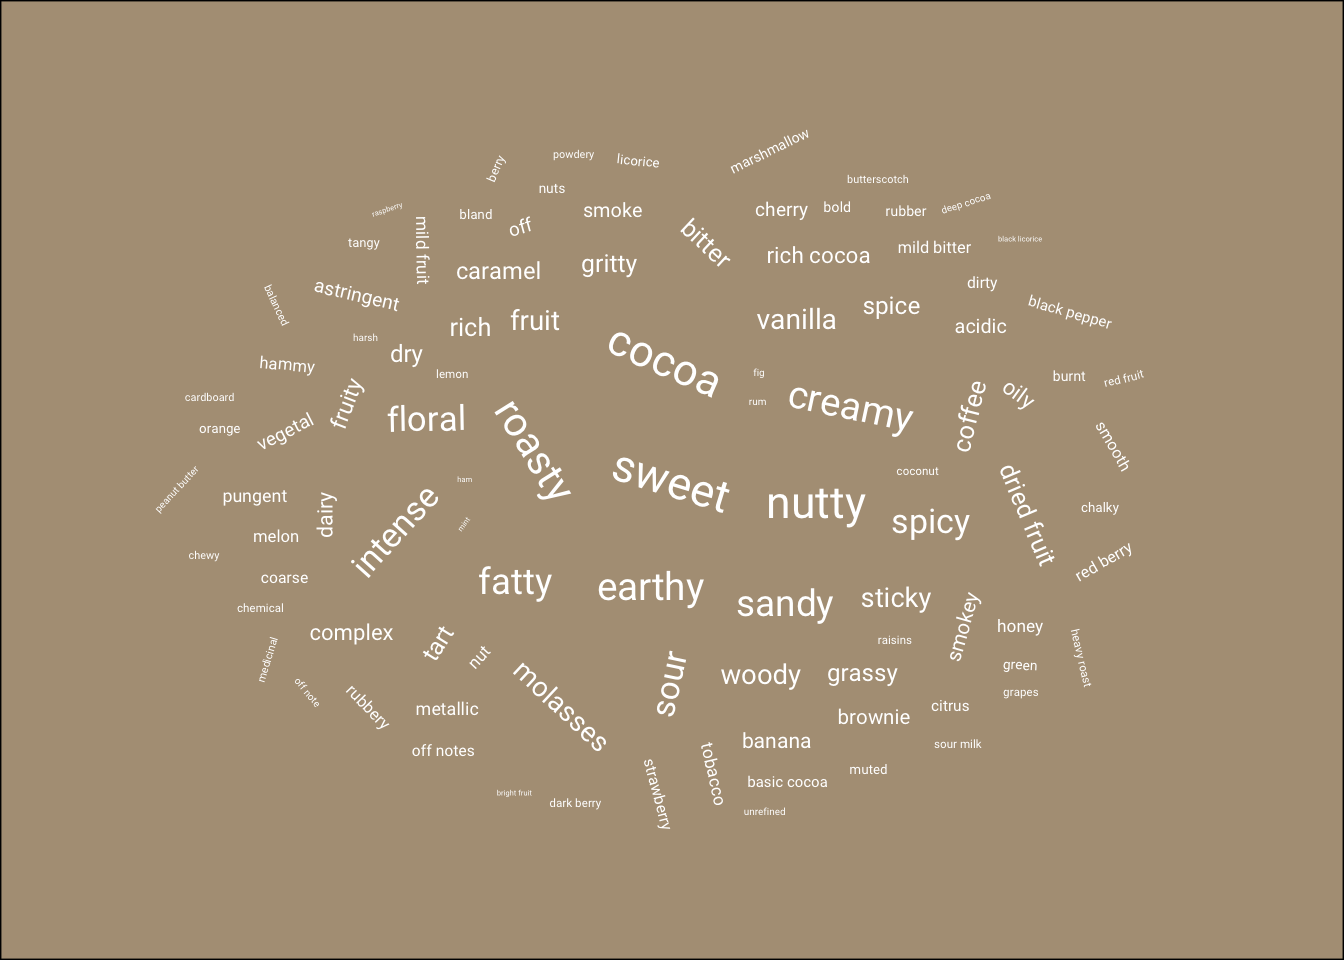 marshmallow
powdery
licorice
berry
butterscotch
nuts
deep cocoa
raspberry
bland
off
smoke
cherry
bold
rubber
tangy
mild fruit
bitter
rich cocoa
mild bitter
black licorice
caramel
gritty
dirty
astringent
balanced
spice
black pepper
rich
fruit
vanilla
acidic
harsh
dry
cocoa
hammy
lemon
fig
burnt
red fruit
cardboard
fruity
rum
creamy
coffee
oily
orange
vegetal
floral
roasty
smooth
peanut butter
ham
sweet
coconut
pungent
dairy
intense
mint
nutty
spicy
dried fruit
chalky
melon
chewy
red berry
coarse
fatty
earthy
sandy
sticky
chemical
complex
tart
nut
smokey
honey
raisins
heavy roast
medicinal
molasses
sour
woody
grassy
green
off note
rubbery
metallic
brownie
citrus
grapes
off notes
banana
sour milk
tobacco
strawberry
basic cocoa
muted
bright fruit
dark berry
unrefined